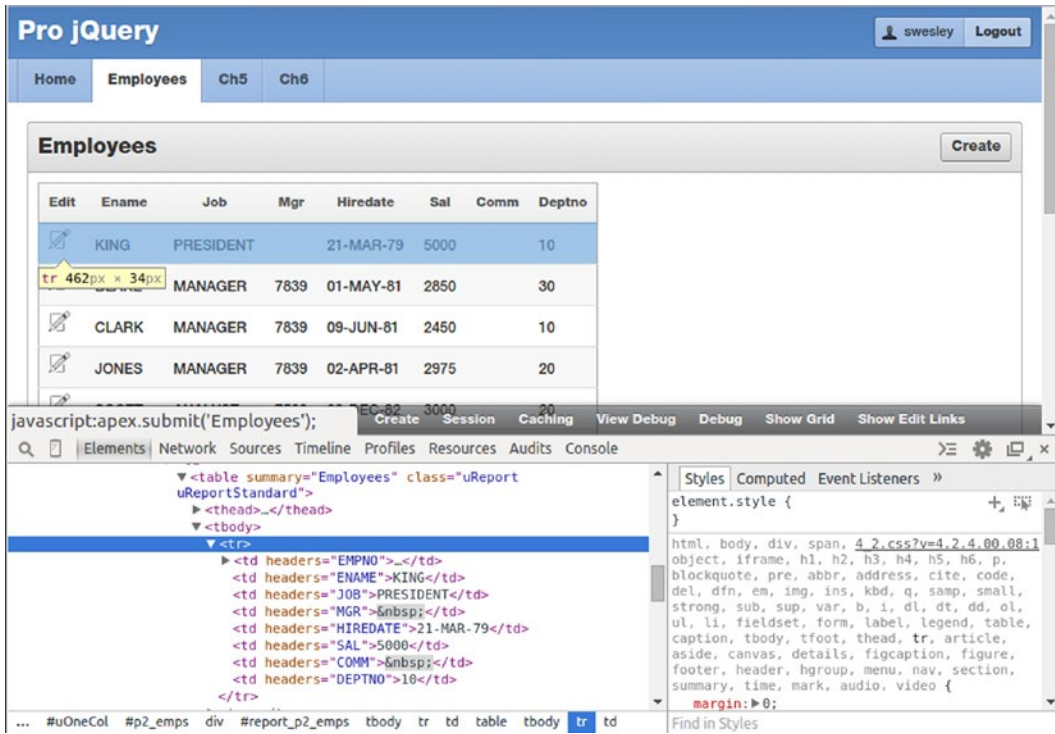 Pro jQuery
swesley Logout
Home Employees Ch5 Ch6
Employees
Create
Edit Ename Job Mgr Hiredate Sal Comm Deptno
KING PRESIDENT 21-MAR-79 5000 10
tr 462px × 34px
MANAGER 7839 01-MAY-81 2850 30
CLARK MANAGER 7839 09-JUN-81 2450 10
JONES MANAGER 7839 02-APR-81 2975 20
3000 20
javascript:apex.submit('Employees');
Create Session Caching View Debug Debug Show Grid Show Edit Links
Elements Network Sources Timeline Profiles Resources Audits Console
▼<table summary="Employees" class="uReport
uReportStandard">
▶<thead>…</thead>
▼<tbody>
▼<tr>
▶<td headers="EMPNO">…</td>
<td headers="ENAME">KING</td>
<td headers="JOB">PRESIDENT</td>
<td headers="MGR">&nbsp;</td>
<td headers="HIREDATE">21-MAR-79</td>
<td headers="SAL">5000</td>
<td headers="COMM">&nbsp;</td>
<td headers="DEPTNO">10</td>
</tr>
... #uOneCol #p2_emps div #report_p2_emps tbody tr td table tbody tr td
Styles Computed Event Listeners »
element.style {
}
html, body, div, span, 4_2.css?v=4.2.4.00.08:1
object, iframe, h1, h2, h3, h4, h5, h6, p,
blockquote, pre, abbr, address, cite, code,
del, dfn, em, img, ins, kbd, q, samp, small,
strong, sub, sup, var, b, i, dl, dt, dd, ol,
ul, li, fieldset, form, label, legend, table,
caption, tbody, tfoot, thead, tr, article,
aside, canvas, details, figcaption, figure,
footer, header, hgroup, menu, nav, section,
summary, time, mark, audio, video {
margin:▶0;
Find in Styles